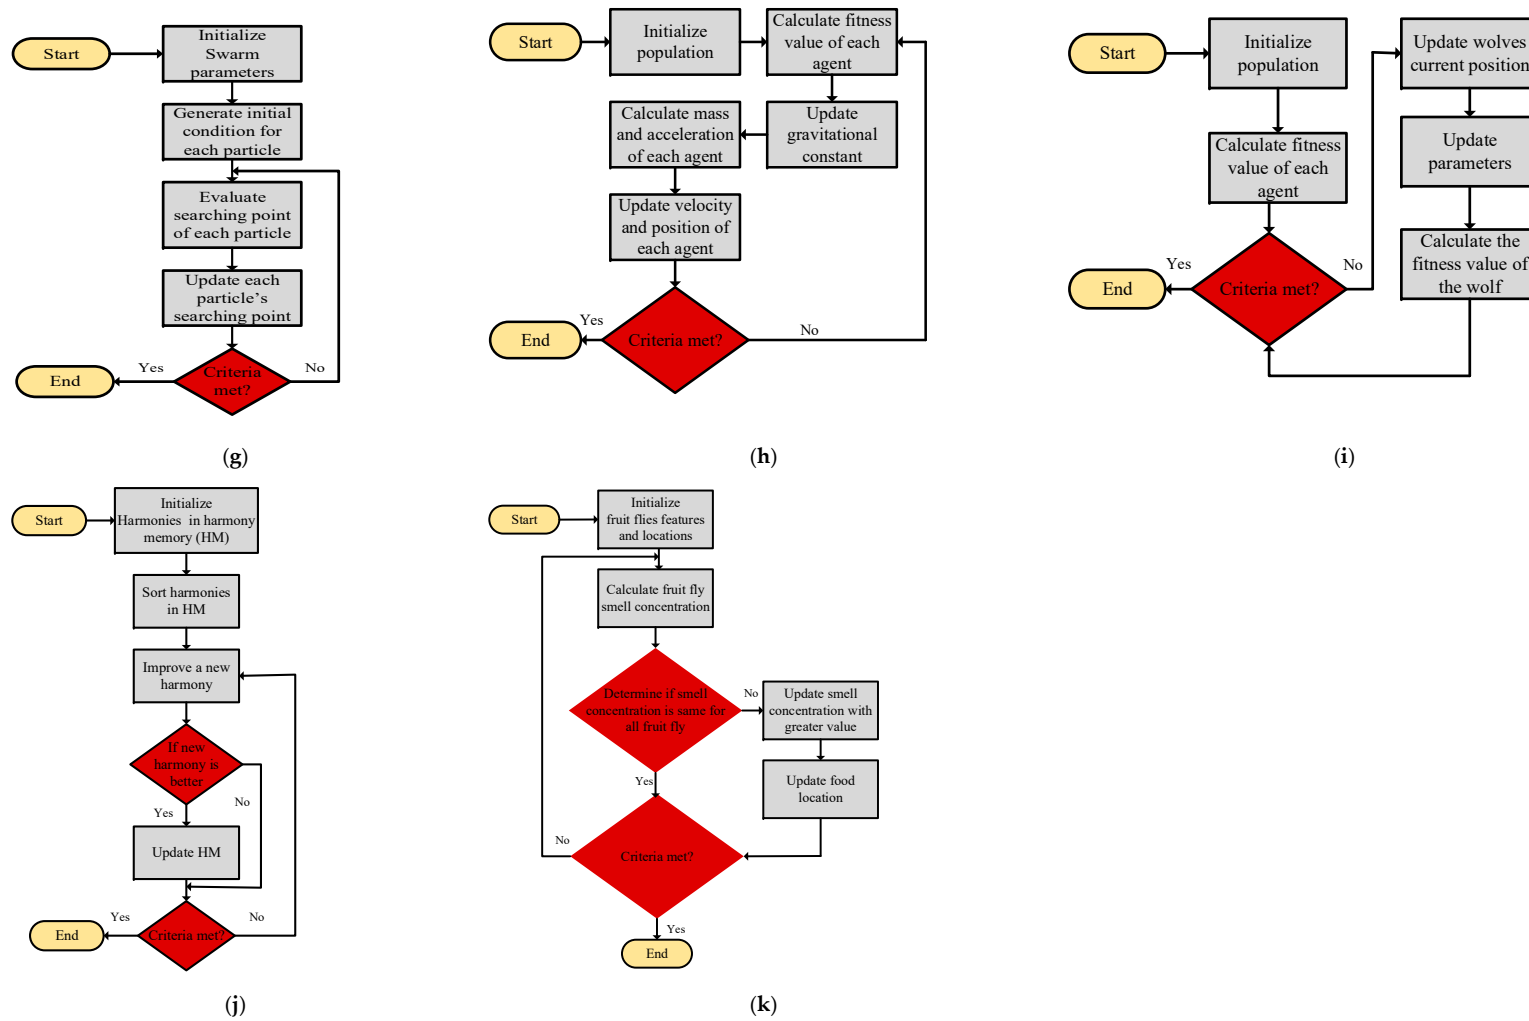 Start
Initialize
Swarm
parameters
Generate initial
condition for
each particle
Evaluate
searching point
of each particle
Update each
particle's
searching point
Criteria
met?
Yes
No
End
(g)
Start
Initialize
population
Calculate fitness
value of each
agent
Update
gravitational
constant
Calculate mass
and acceleration
of each agent
Update velocity
and position of
each agent
Criteria met?
Yes
No
End
(h)
Start
Initialize
population
Calculate fitness
value of each
agent
Criteria met?
Yes
No
End
Update wolves
current position
Update
parameters
Calculate the
fitness value of
the wolf
(i)
Start
Initialize
Harmonies in harmony
memory (HM)
Sort harmonies
in HM
Improve a new
harmony
If new
harmony is
better
No
Yes
Update HM
Criteria met?
Yes
No
End
(j)
Start
Initialize
fruit flies features
and locations
Calculate fruit fly
smell concentration
Determine if smell
concentration is same for
all fruit fly
No
Update smell
concentration with
greater value
Update food
location
Yes
Criteria met?
No
Yes
End
(k)